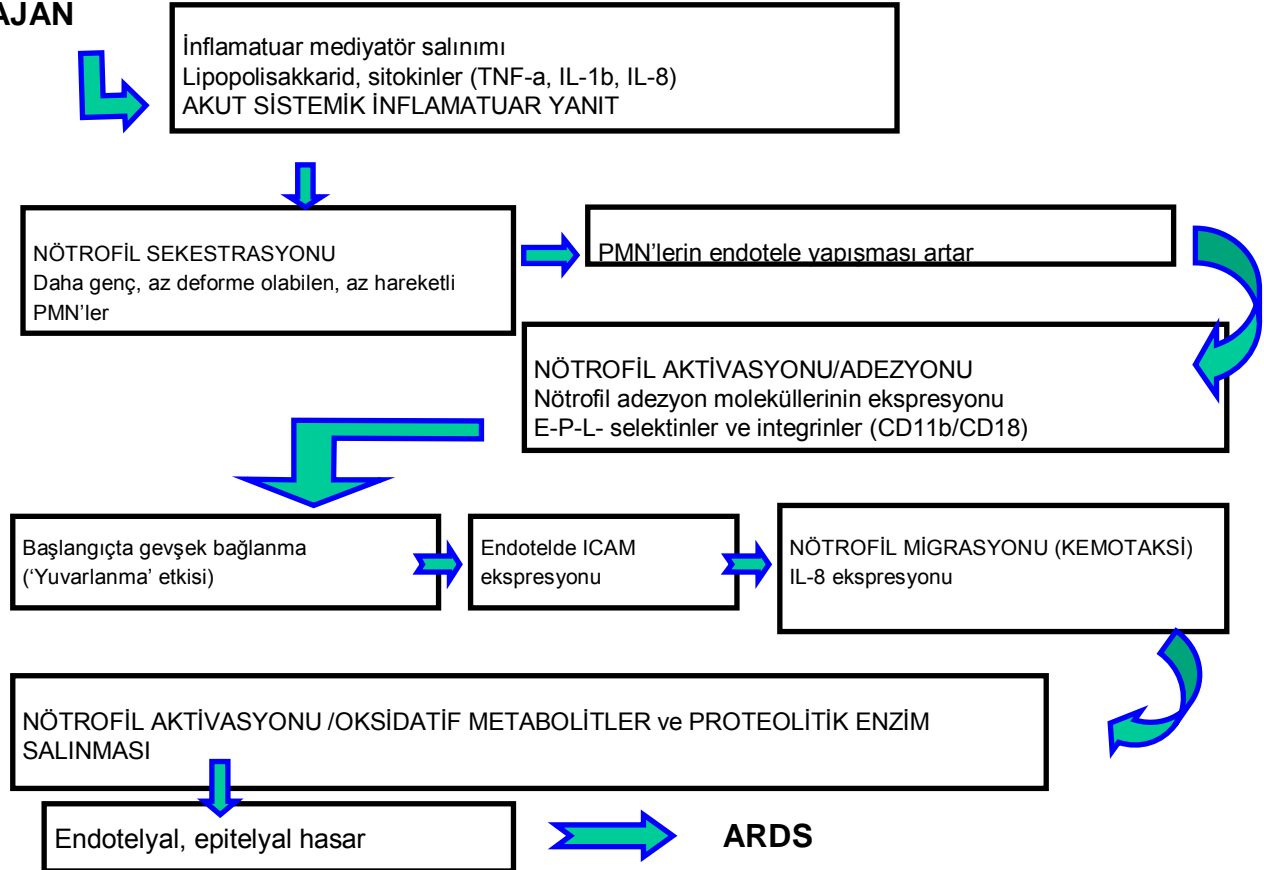 AJAN
İnflamatuar mediyatör salınımı
Lipopolisakkarid, sitokinler (TNF-a, IL-1b, IL-8)
AKUT SİSTEMİK İNFLAMATUAR YANIT
NÖTROFİL SEKESTRASYONU
Daha genç, az deforme olabilen, az hareketli
PMN’ler
PMN’lerin endotele yapışması artar
NÖTROFİL AKTİVASYONU/ADEZYONU
Nötrofil adezyon moleküllerinin ekspresyonu
E-P-L- selektinler ve integrinler (CD11b/CD18)
Başlangıçta gevşek bağlanma
(‘Yuvarlanma’ etkisi)
Endotelde ICAM
ekspresyonu
NÖTROFİL MİGRASYONU (KEMOTAKSİ)
IL-8 ekspresyonu
NÖTROFİL AKTİVASYONU /OKSİDATİF METABOLİTLER ve PROTEOLİTİK ENZİM
SALINMASI
Endotelyal, epitelyal hasar
ARDS